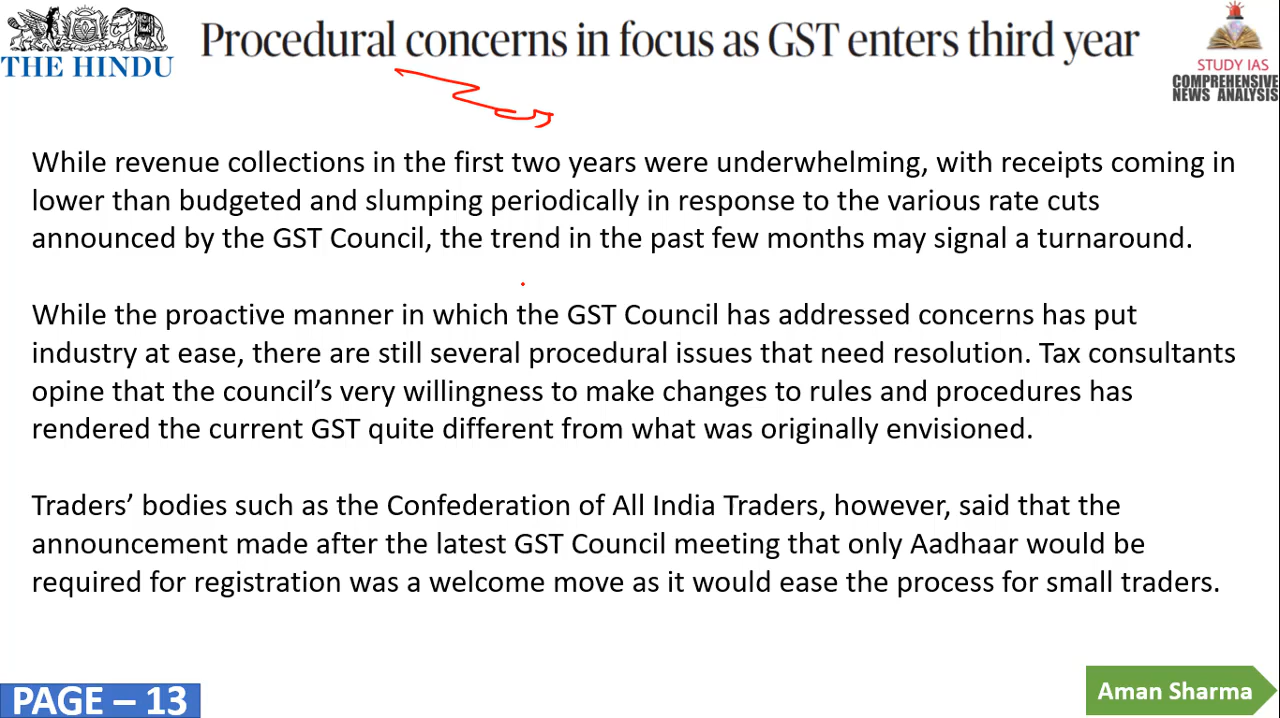 THE HINDU
Procedural concerns in focus as GST enters third year
STUDY IAS
COMPREHENSIVE
NEWS ANALYSIS
While revenue collections in the first two years were underwhelming, with receipts coming in
lower than budgeted and slumping periodically in response to the various rate cuts
announced by the GST Council, the trend in the past few months may signal a turnaround.
While the proactive manner in which the GST Council has addressed concerns has put
industry at ease, there are still several procedural issues that need resolution. Tax consultants
opine that the council’s very willingness to make changes to rules and procedures has
rendered the current GST quite different from what was originally envisioned.
Traders’ bodies such as the Confederation of All India Traders, however, said that the
announcement made after the latest GST Council meeting that only Aadhaar would be
required for registration was a welcome move as it would ease the process for small traders.
PAGE – 13
Aman Sharma